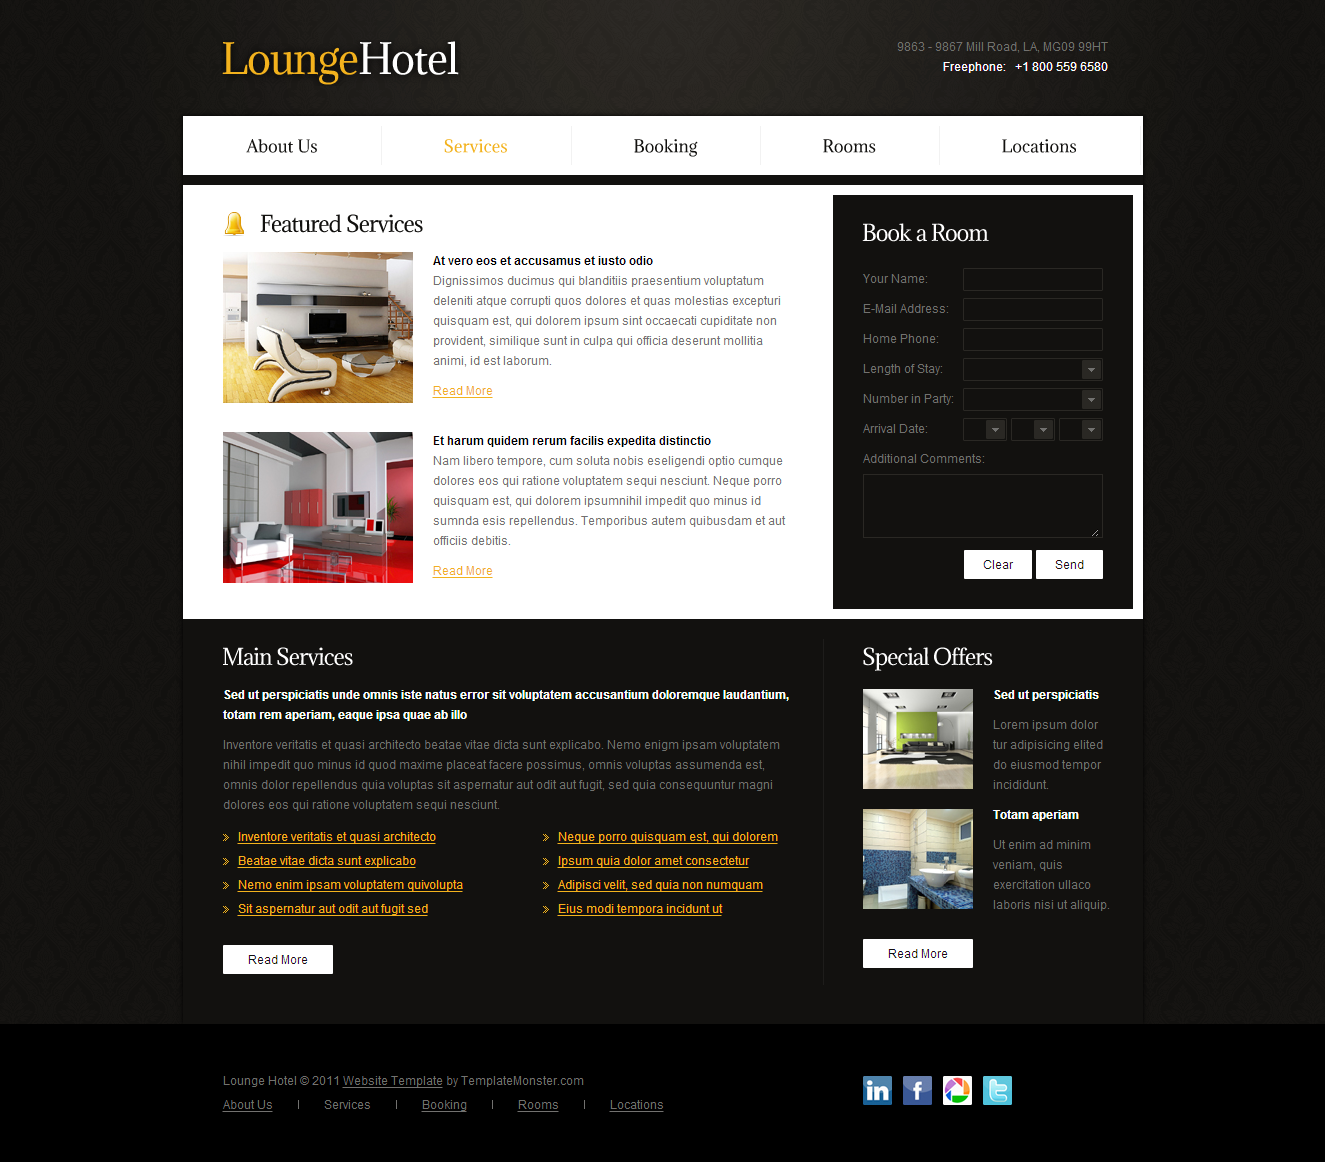 LoungeHotel
9863 - 9867 Mill Road, LA, MG09 99HT
Freephone: +1 800 559 6580
About Us
Services
Booking
Rooms
Locations
Featured Services
At vero eos et accusamus et iusto odio
Dignissimos ducimus qui blanditiis praesentium voluptatum
deleniti atque corrupti quos dolores et quas molestias excepturi
quisquam est, qui dolorem ipsum sint occaecati cupiditate non
provident, similique sunt in culpa qui officia deserunt mollitia
animi, id est laborum.
Read More
Et harum quidem rerum facilis expedita distinctio
Nam libero tempore, cum soluta nobis eseligendi optio cumque
dolores eos qui ratione voluptatem sequi nesciunt. Neque porro
quisquam est, qui dolorem ipsumnihil impedit quo minus id
sumnda esis repellendus. Temporibus autem quibusdam et aut
officiis debitis.
Read More
Book a Room
Your Name:
E-Mail Address:
Home Phone:
Length of Stay:
Number in Party:
Arrival Date:
Additional Comments:
Clear
Send
Main Services
Sed ut perspiciatis unde omnis iste natus error sit voluptatem accusantium doloremque laudantium,
totam rem aperiam, eaque ipsa quae ab illo
Inventore veritatis et quasi architecto beatae vitae dicta sunt explicabo. Nemo enigm ipsam voluptatem
nihil impedit quo minus id quod maxime placeat facere possimus, omnis voluptas assumenda est,
omnis dolor repellendus quia voluptas sit aspernatur aut odit aut fugit, sed quia consequuntur magni
dolores eos qui ratione voluptatem sequi nesciunt.
Inventore veritatis et quasi architecto
Beatae vitae dicta sunt explicabo
Nemo enim ipsam voluptatem quivolupta
Sit aspernatur aut odit aut fugit sed
Neque porro quisquam est, qui dolorem
Ipsum quia dolor amet consectetur
Adipisci velit, sed quia non numquam
Eius modi tempora incidunt ut
Read More
Special Offers
Sed ut perspiciatis
Lorem ipsum dolor
tur adipisicing elited
do eiusmod tempor
incididunt.
Totam aperiam
Ut enim ad minim
veniam, quis
exercitation ullaco
laboris nisi ut aliquip.
Read More
Lounge Hotel © 2011 Website Template by TemplateMonster.com
About Us | Services | Booking | Rooms | Locations
in
f
t